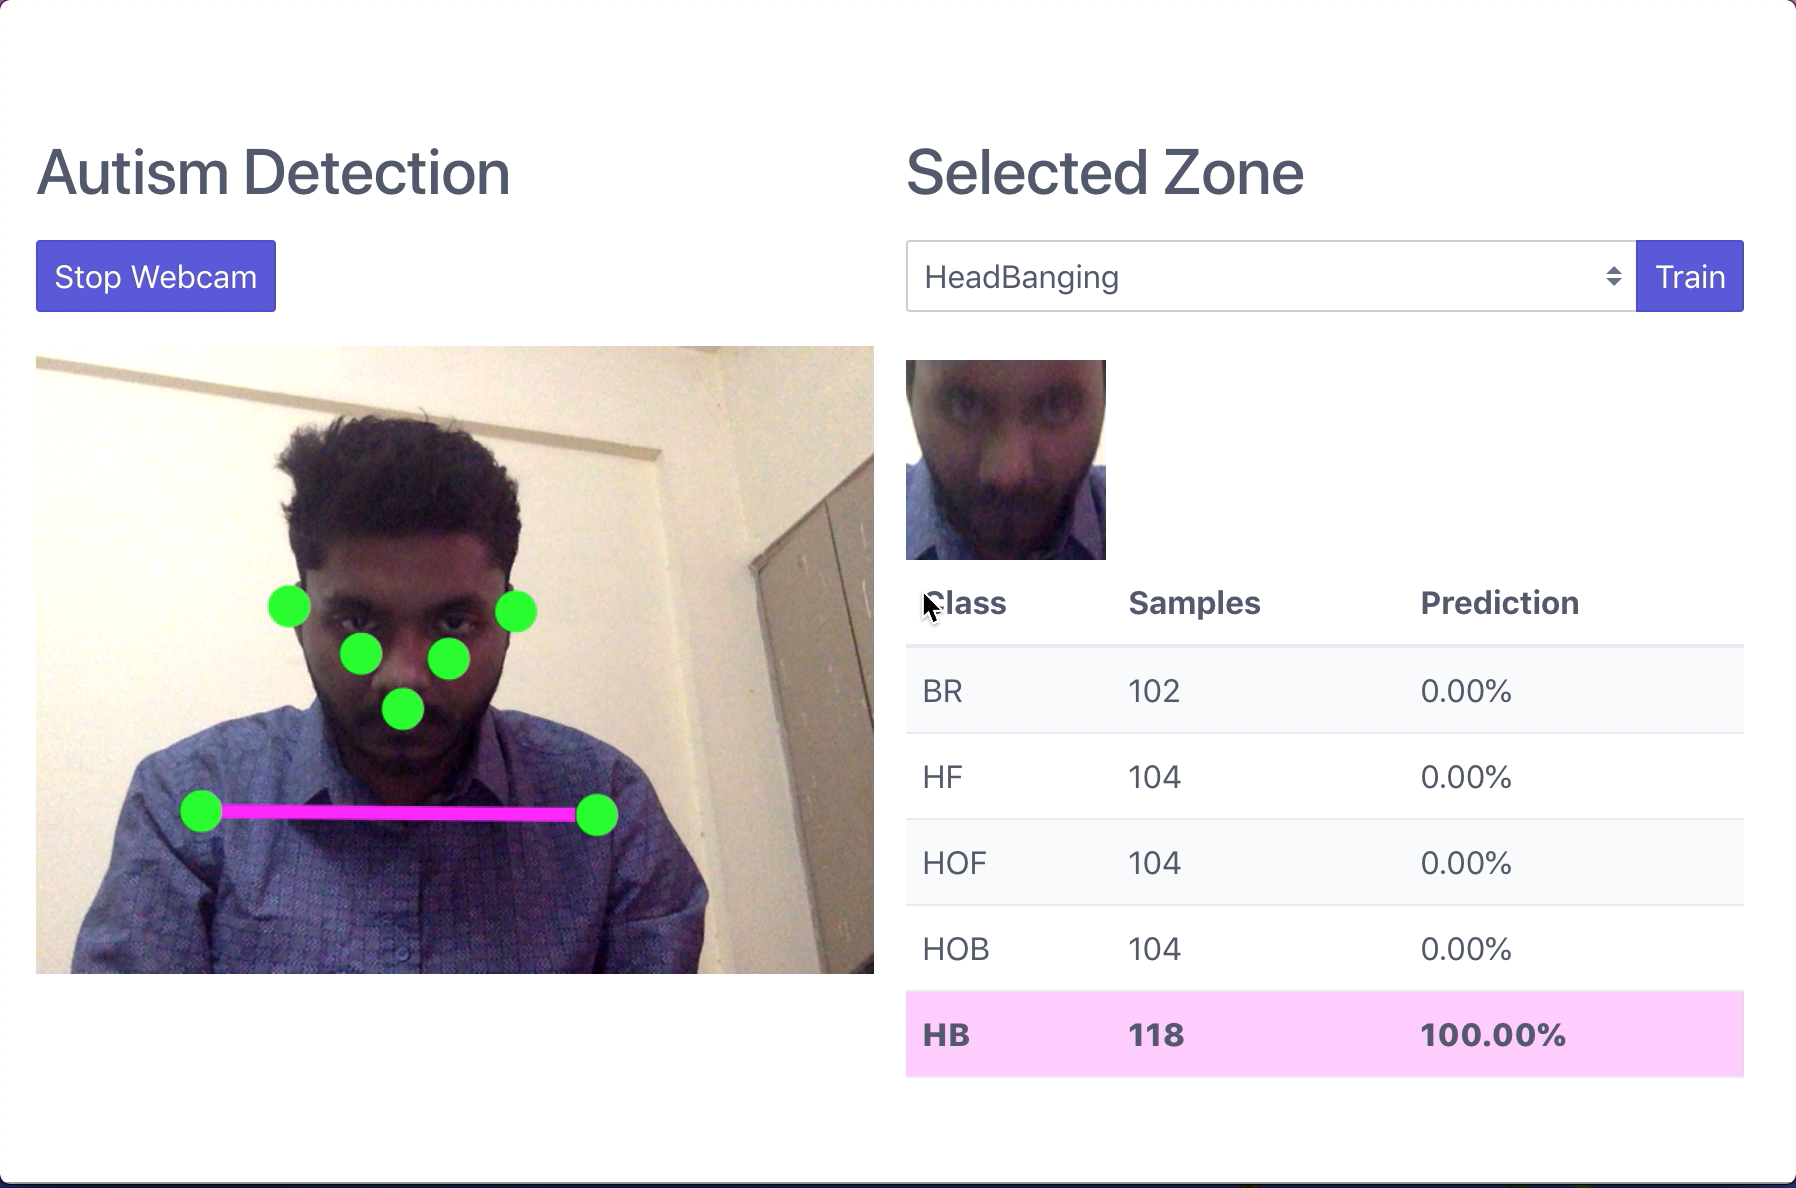 Autism Detection
Stop Webcam
Selected Zone
HeadBanging
Train
Class Samples Prediction
BR 102 0.00%
HF 104 0.00%
HOF 104 0.00%
HOB 104 0.00%
HB 118 100.00%